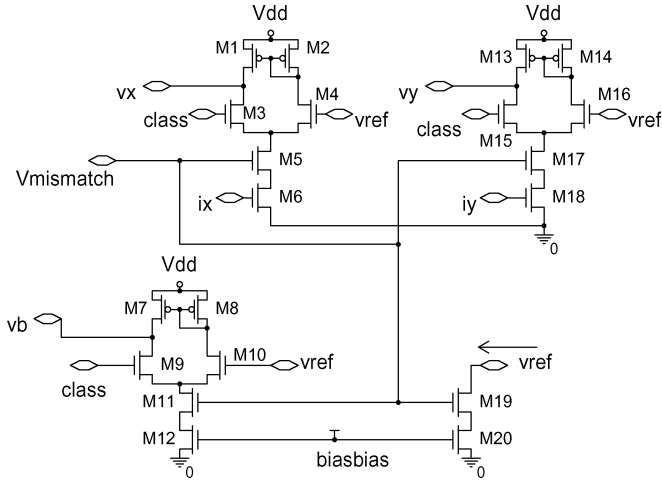 Vdd
Vdd
M1
M2
M13
M14
vx
M4
vy
M16
class
M3
vref
class
M15
vref
Vmismatch
M5
M17
ix
M6
iy
M18
0
Vdd
M7
M8
vb
M9
M10
vref
vref
class
M11
M19
M12
M20
biasbias
0
0